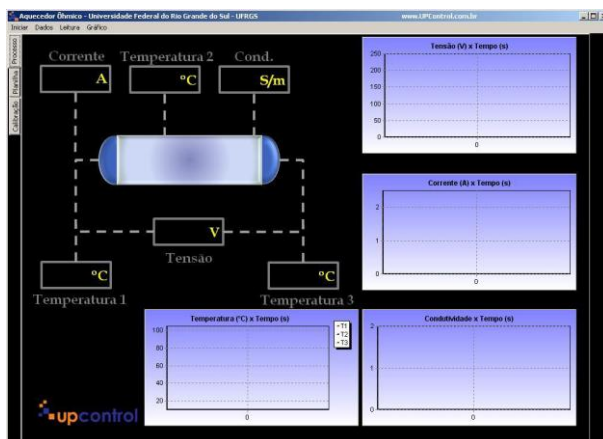 Aquecedor Ôhmico - Universidade Federal do Rio Grande do Sul - UFRGS www.UPControl.com.br
Iniciar Dados Leitura Gráfico
Processo
Planilha
Calibração
Corrente Temperatura 2 Cond.
A ºC S/m
V
Tensão
ºC ºC
Temperatura 1 Temperatura 3
Tensão (V) x Tempo (s)
250
200
150
100
50
0
0
Corrente (A) x Tempo (s)
2
1
0
0
Temperatura (°C) x Tempo (s)
100
80
60
40
20
0
T1
T2
T3
Condutividade x Tempo (s)
2
1
0
0
upcontrol